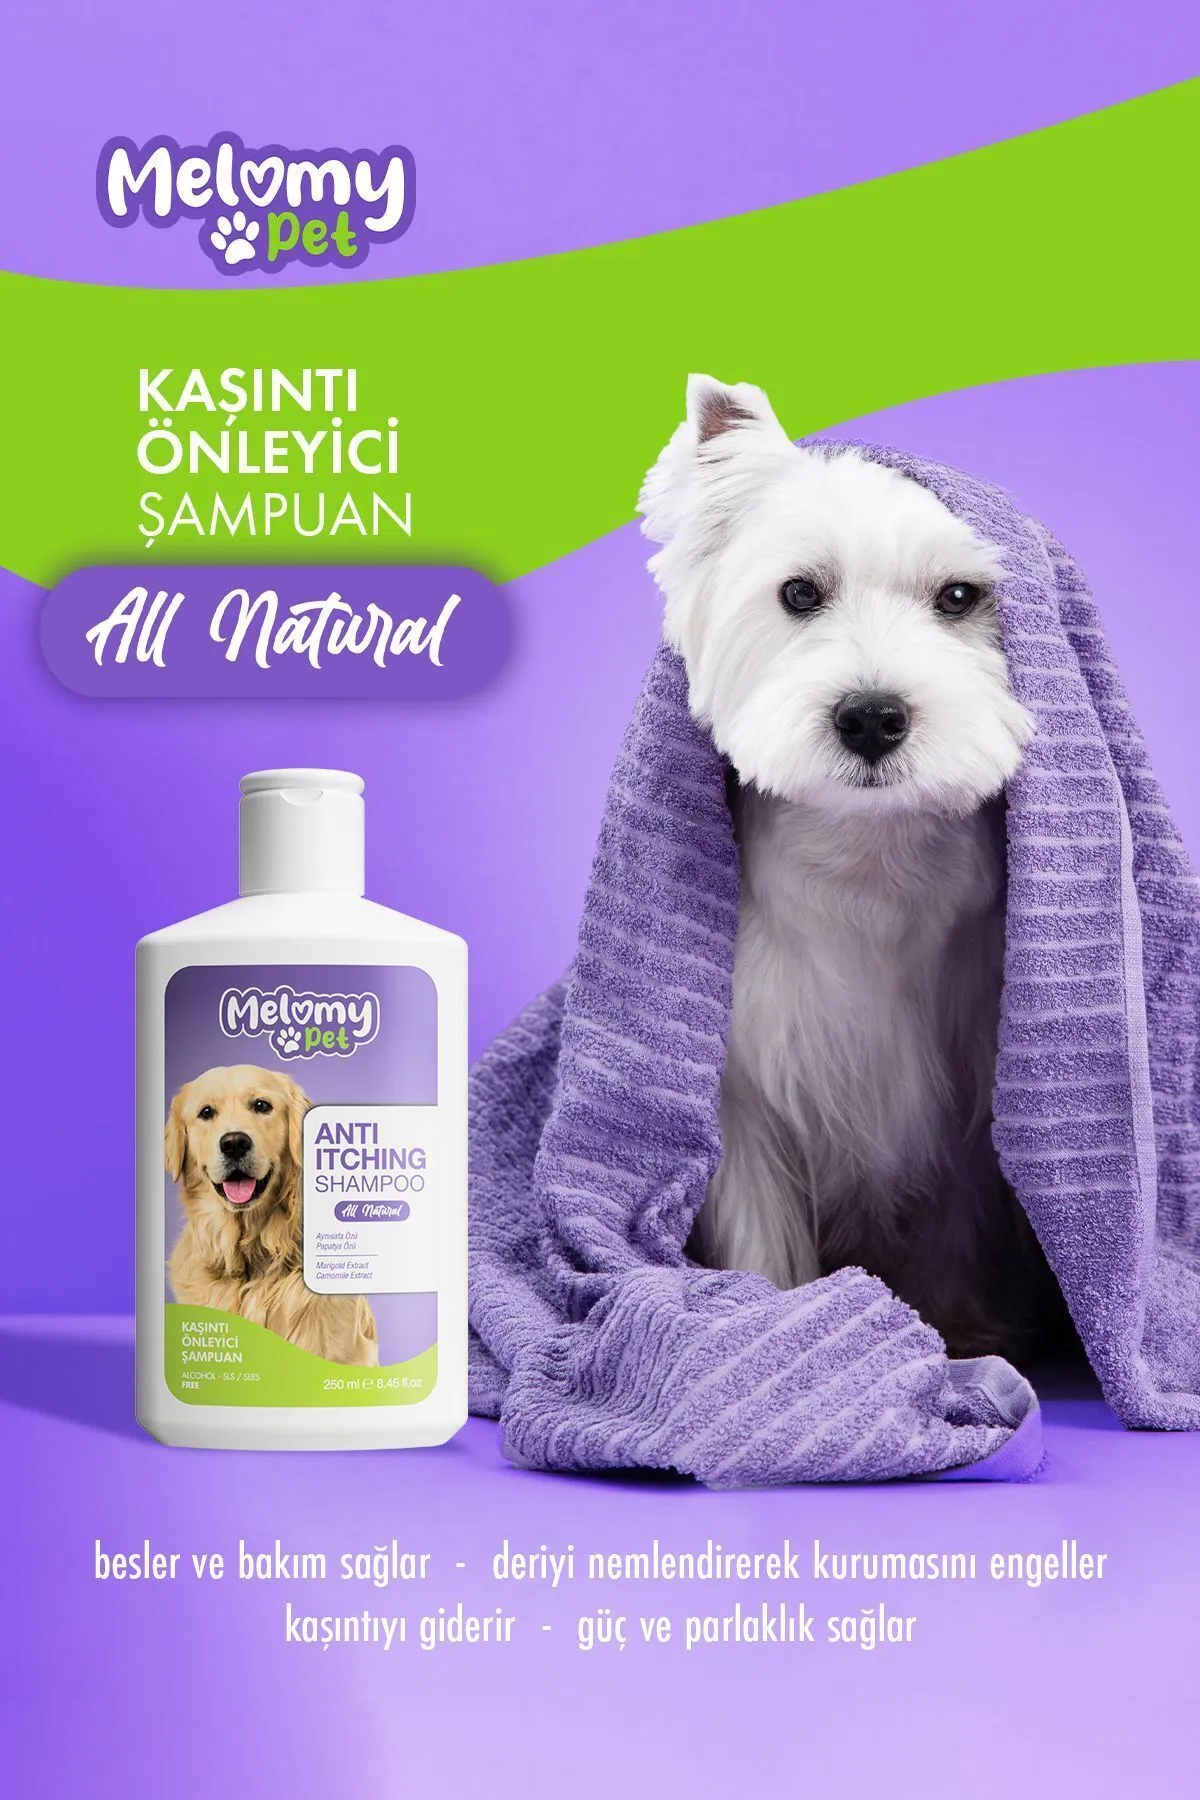 Melomy
Pet
KAŞINTI
ÖNLEYİCİ
ŞAMPUAN
All Natural
Melomy
Pet
ANTI
ITCHING
SHAMPOO
All Natural
Aynısafa Özü
Papatya Özü
Marigold Extract
Camomile Extract
KAŞINTI
ÖNLEYİCİ
ŞAMPUAN
ALCOHOL - SLS / SLES
FREE
250 ml ℮ 8.45 fl.oz
besler ve bakım sağlar - deriyi nemlendirerek kurumasını engeller
kaşıntıyı giderir - güç ve parlaklık sağlar